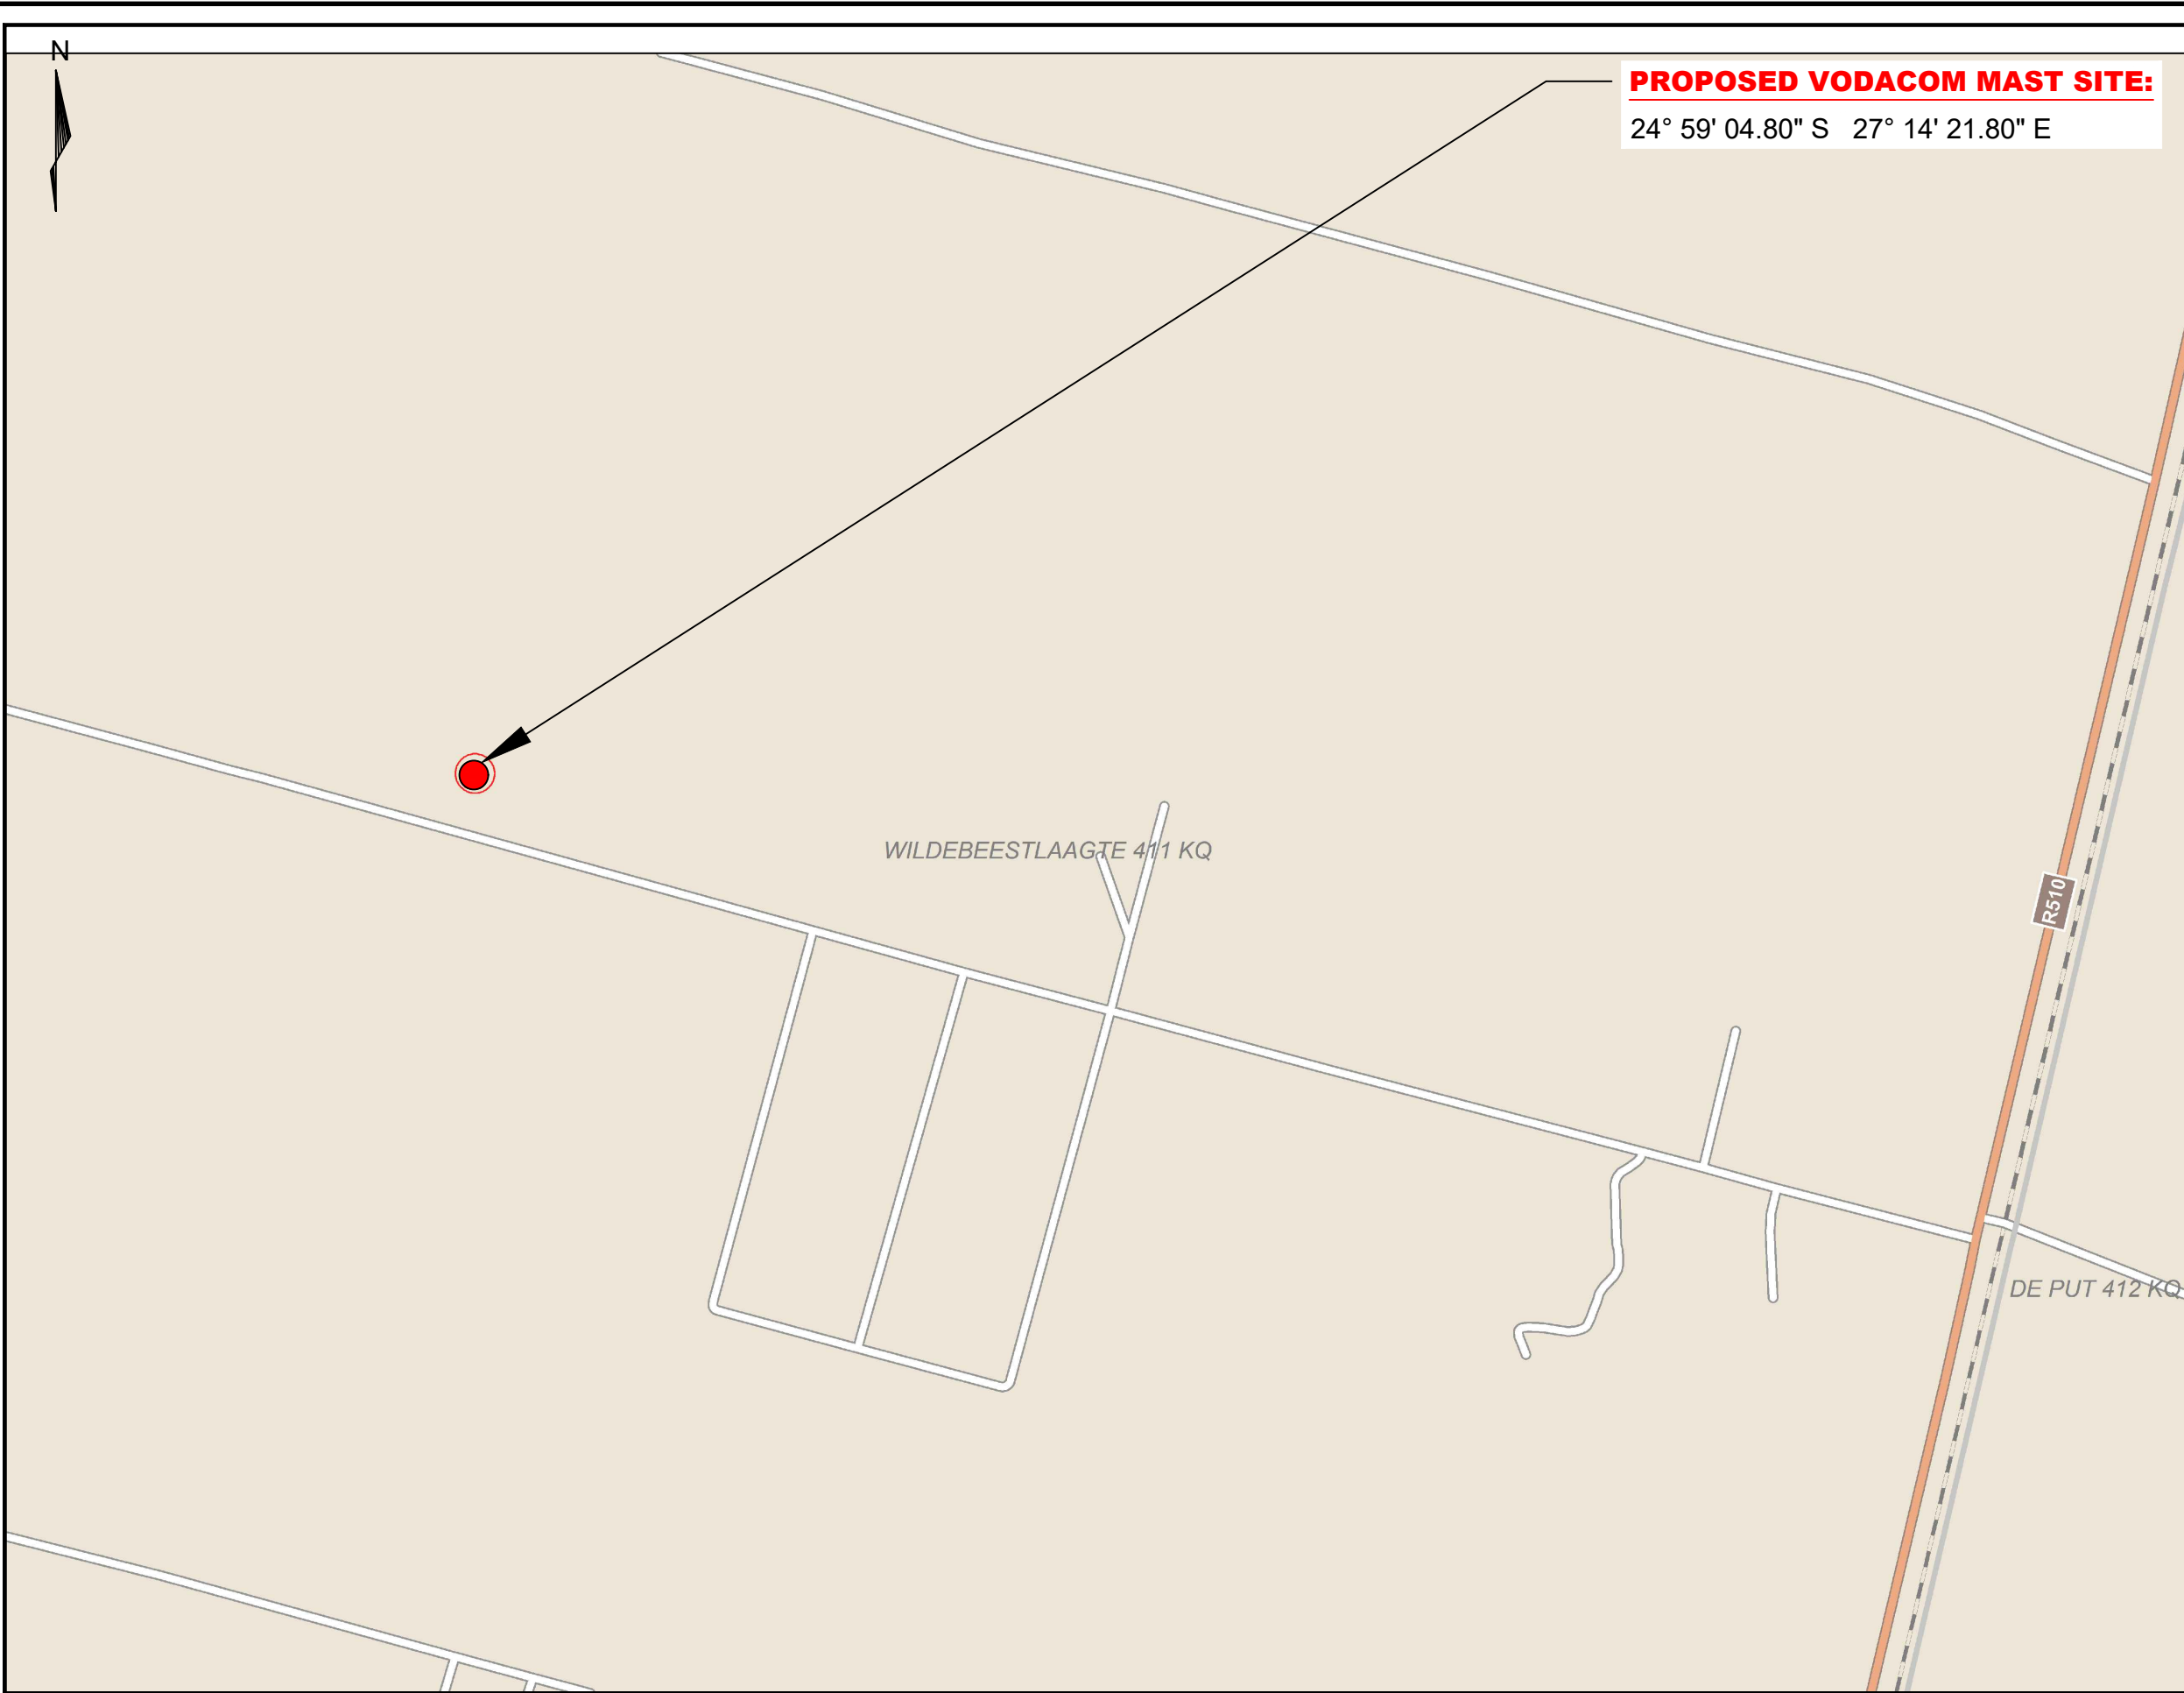 N
PROPOSED VODACOM MAST SITE:
24° 59' 04.80" S 27° 14' 21.80" E
WILDEBEESTLAAGTE 411 KQ
R510
DE PUT 412 KQ